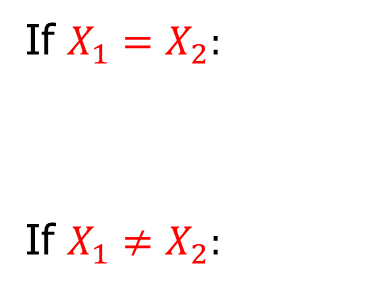 If X₁ = X₂:
If X₁ ≠ X₂: